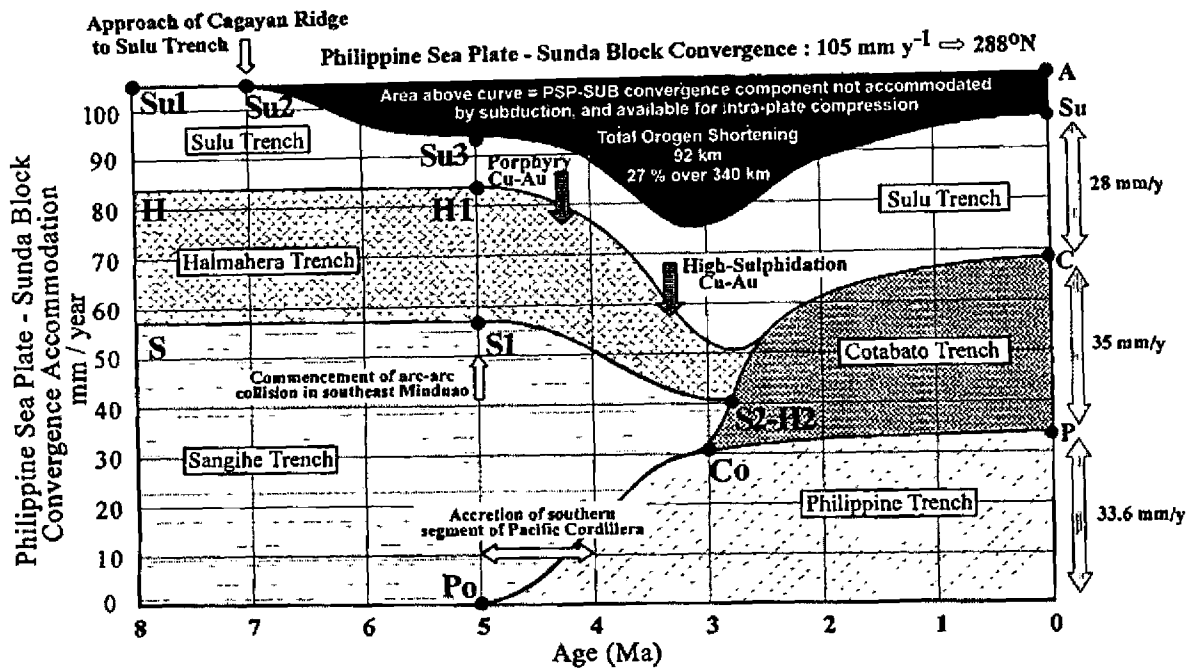 Approach of Cagayan Ridge
to Sulu Trench
Philippine Sea Plate - Sunda Block Convergence : 105 mm y⁻¹ ⇨ 288ºN
A
Su1
Su2
Area above curve = PSP-SUB convergence component not accommodated
by subduction, and available for intra-plate compression
Su
Sulu Trench
Total Orogen Shortening
92 km
27 % over 340 km
Su3
Porphyry
Cu-Au
28 mm/y
Sulu Trench
H
H1
Halmahera Trench
High-Sulphidation
Cu-Au
C
S
S1
Cotabato Trench
35 mm/y
Commencement of arc-arc
collision in southeast Mindnao
S2-H2
P
Sangihe Trench
Co
Philippine Trench
Accretion of southern
segment of Pacific Cordillera
33.6 mm/y
Po
Philippine Sea Plate - Sunda Block
Convergence Accommodation
mm / year
100
90
80
70
60
50
40
30
20
10
0
8 7 6 5 4 3 2 1 0
Age (Ma)